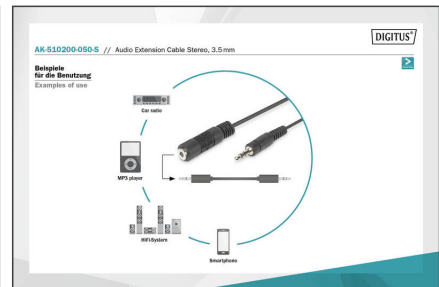 DIGITUS®
AK-510200-050-S // Audio Extension Cable Stereo, 3.5 mm
Beispiele
für die Benutzung
Examples of use
Car radio
MP3 player
HiFi-System
Smartphone